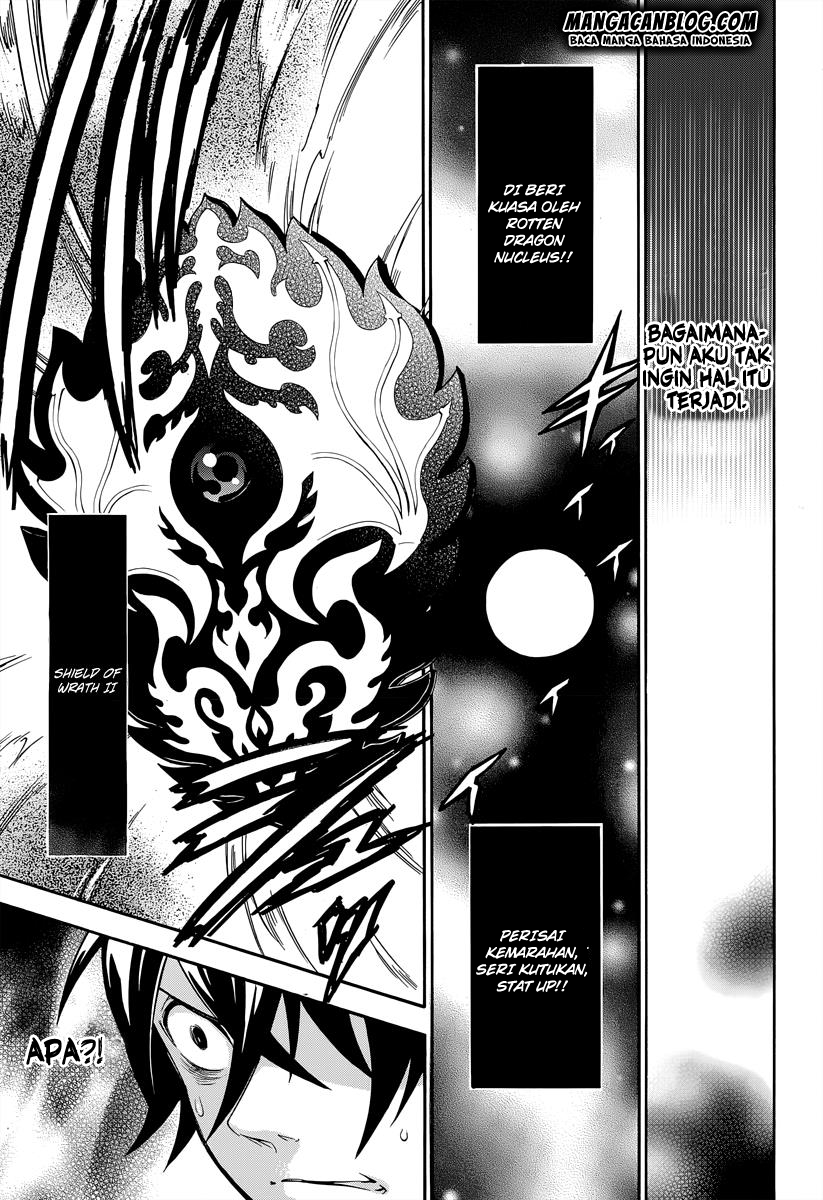 MANGACANBLOG.COM
BACA MANGA BAHASA INDONESIA
BAGAIMANA-
PUN AKU TAK
INGIN HAL ITU
TERJADI.
DI BERI
KUASA OLEH
ROTTEN
DRAGON
NUCLEUS!!
PERISAI
KEMARAHAN,
SERI KUTUKAN,
STAT UP!!
SHIELD OF
WRATH II
APA?!